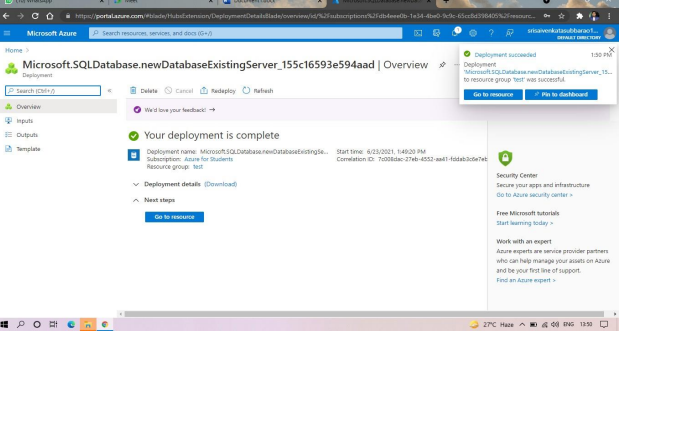 WhatsApp
Meet
https://portal.azure.com/#blade/HubsExtension/DeploymentDetailsBlade/overview/id/%2Fsubscriptions%2Fdb4eee0b-1e34-4be0-9c9c-65cc8d398405%2Fresourc...
Microsoft Azure
Search resources, services, and docs (G+/)
srisaivenkatasubbarao1...
DEFAULT DIRECTORY
Home >
Microsoft.SQLDatabase.newDatabaseExistingServer_155c16593e594aad | Overview
Deployment
Deployment succeeded
1:50 PM
Deployment
'Microsoft.SQLDatabase.newDatabaseExistingServer_15...
to resource group 'test' was successful.
Go to resource
Pin to dashboard
Search (Ctrl+/)
Delete
Cancel
Redeploy
Refresh
Overview
Inputs
Outputs
Template
We'd love your feedback! →
Your deployment is complete
Deployment name: Microsoft.SQLDatabase.newDatabaseExistingSe...
Subscription: Azure for Students
Resource group: test
Start time: 6/23/2021, 1:49:20 PM
Correlation ID: 7c008dac-27eb-4552-ae41-fddab3c6e7eb
Deployment details (Download)
Next steps
Go to resource
Security Center
Secure your apps and infrastructure
Go to Azure security center >
Free Microsoft tutorials
Start learning today >
Work with an expert
Azure experts are service provider partners
who can help manage your assets on Azure
and be your first line of support.
Find an Azure expert >
27°C Haze
ENG
13:50